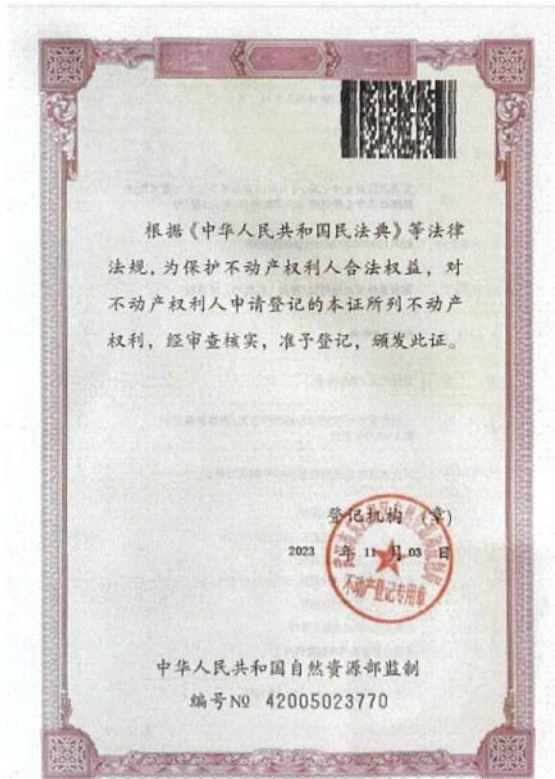 根据《中华人民共和国民法典》等法律
法规,为保护不动产权利人合法权益,对
不动产权利人申请登记的本证所列不动产
权利,经审查核实,准予登记,颁发此证。
登记机构 (章)
2023 年 11 月 03 日
不动产登记专用章
中华人民共和国自然资源部监制
编号№ 42005023770